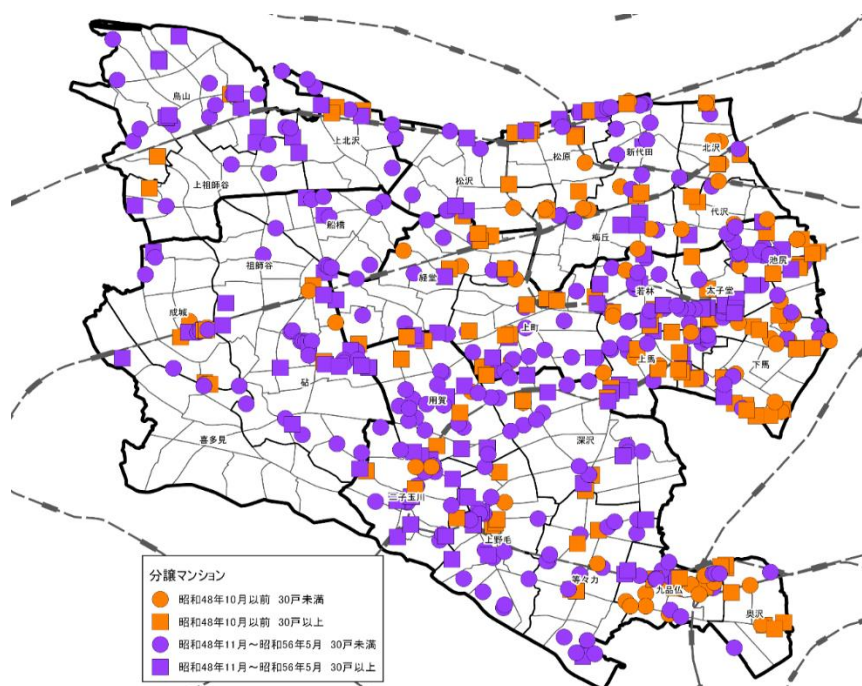 烏山
上北沢
北沢
松原
新代田
松沢
上祖師谷
代沢
船橋
梅丘
祖師谷
池尻
経堂
若林
太子堂
成城
上町
上馬
下馬
砧
用賀
深沢
喜多見
二子玉川
上野毛
等々力
九品仏
奥沢
分譲マンション
昭和48年10月以前 30戸未満
昭和48年10月以前 30戸以上
昭和48年11月～昭和56年5月 30戸未満
昭和48年11月～昭和56年5月 30戸以上